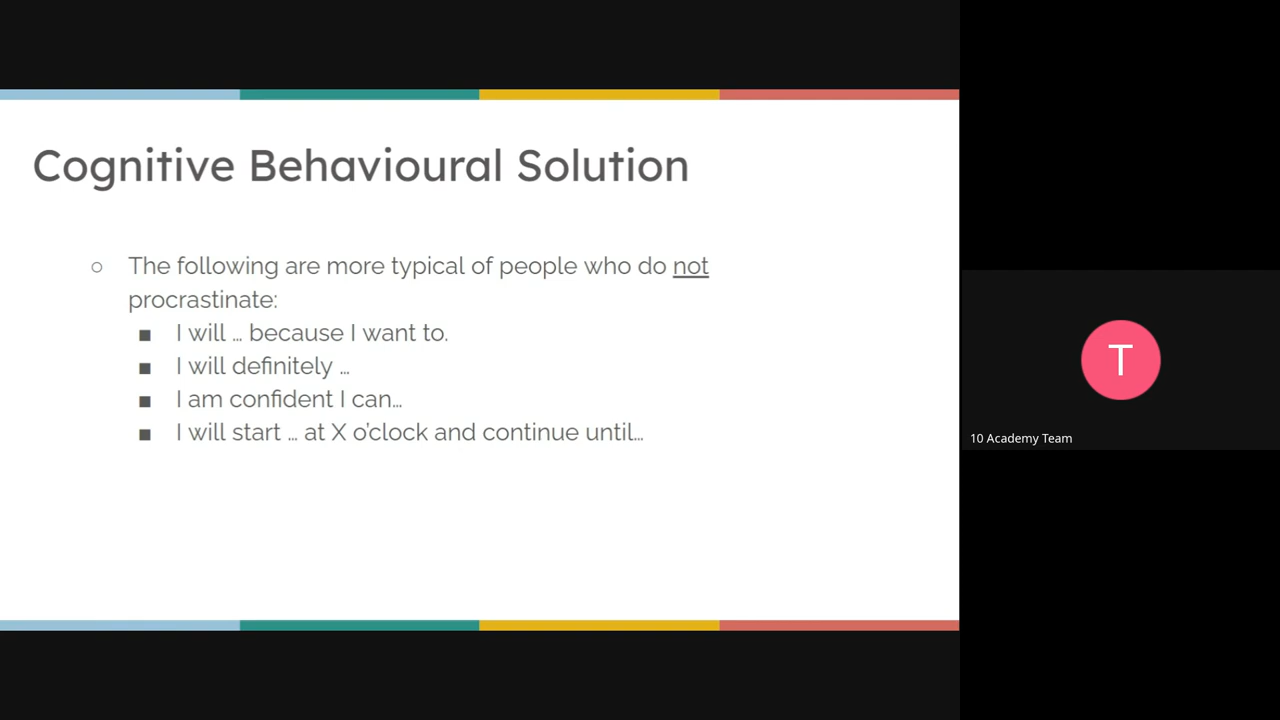 Cognitive Behavioural Solution
○ The following are more typical of people who do not
procrastinate:
■ I will … because I want to.
■ I will definitely …
■ I am confident I can…
■ I will start … at X o'clock and continue until…
T
10 Academy Team